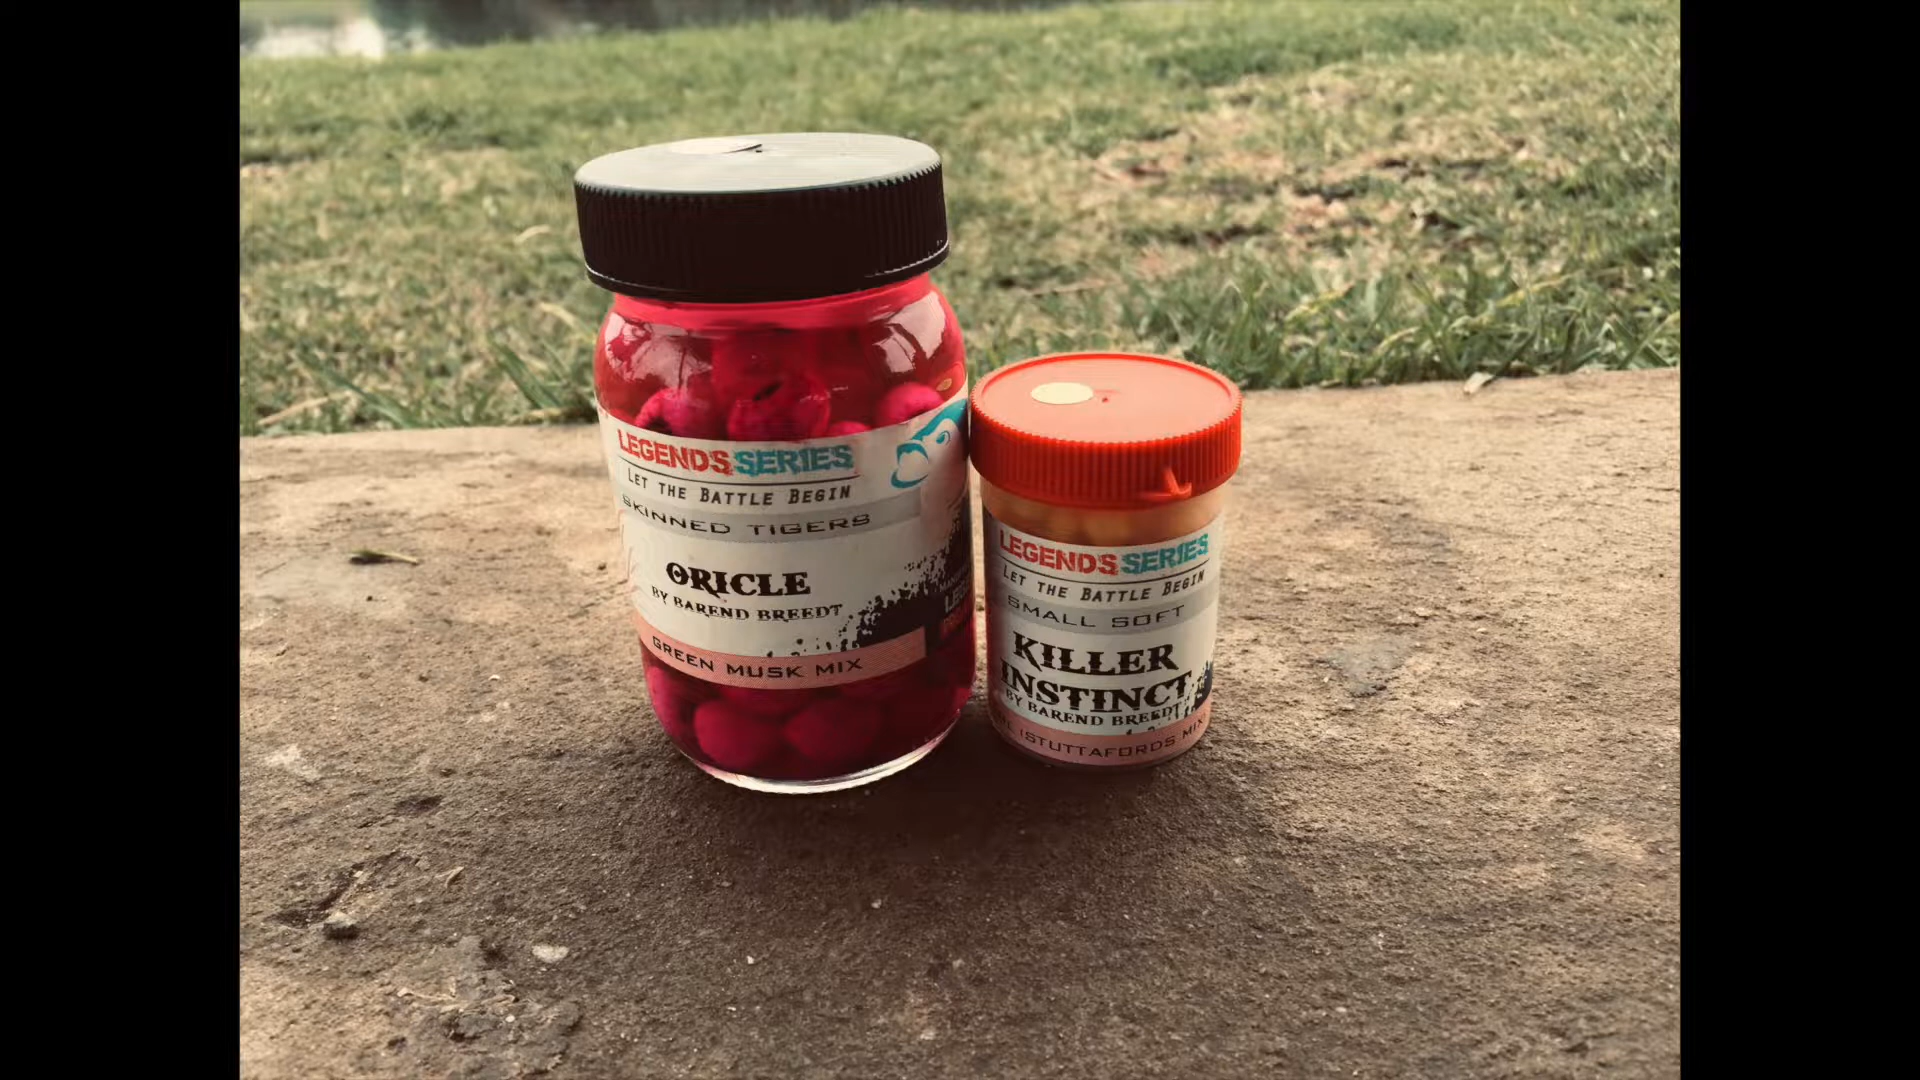 LEGENDS SERIES
LET THE BATTLE BEGIN
SKINNED TIGERS
ORICLE
BY BAREND BREEDT
GREEN MUSK MIX
LEGENDS SERIES
LET THE BATTLE BEGIN
SMALL SOFT
KILLER
INSTINCT
BY BAREND BREEDT
(STUTTAFORDS MIX)